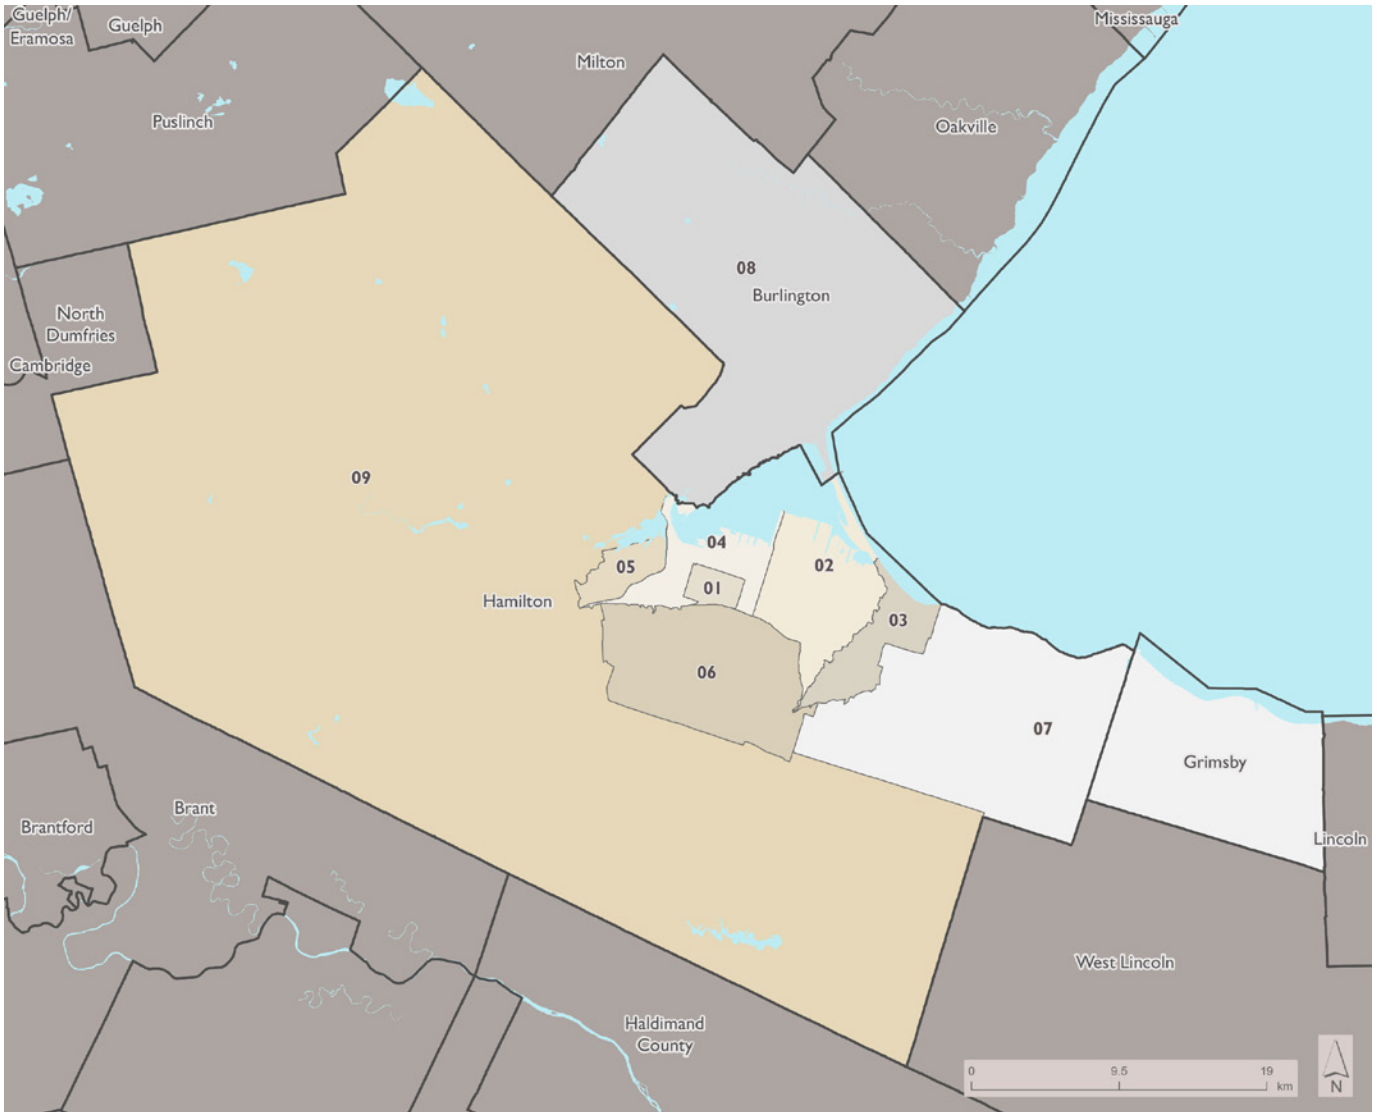 Guelph/
Eramosa
Guelph
Mississauga
Milton
Puslinch
Oakville
08
Burlington
North
Dumfries
Cambridge
09
04
05
02
01
Hamilton
03
06
07
Grimsby
Brant
Brantford
Lincoln
West Lincoln
Haldimand
County
0
9.5
19
km
N